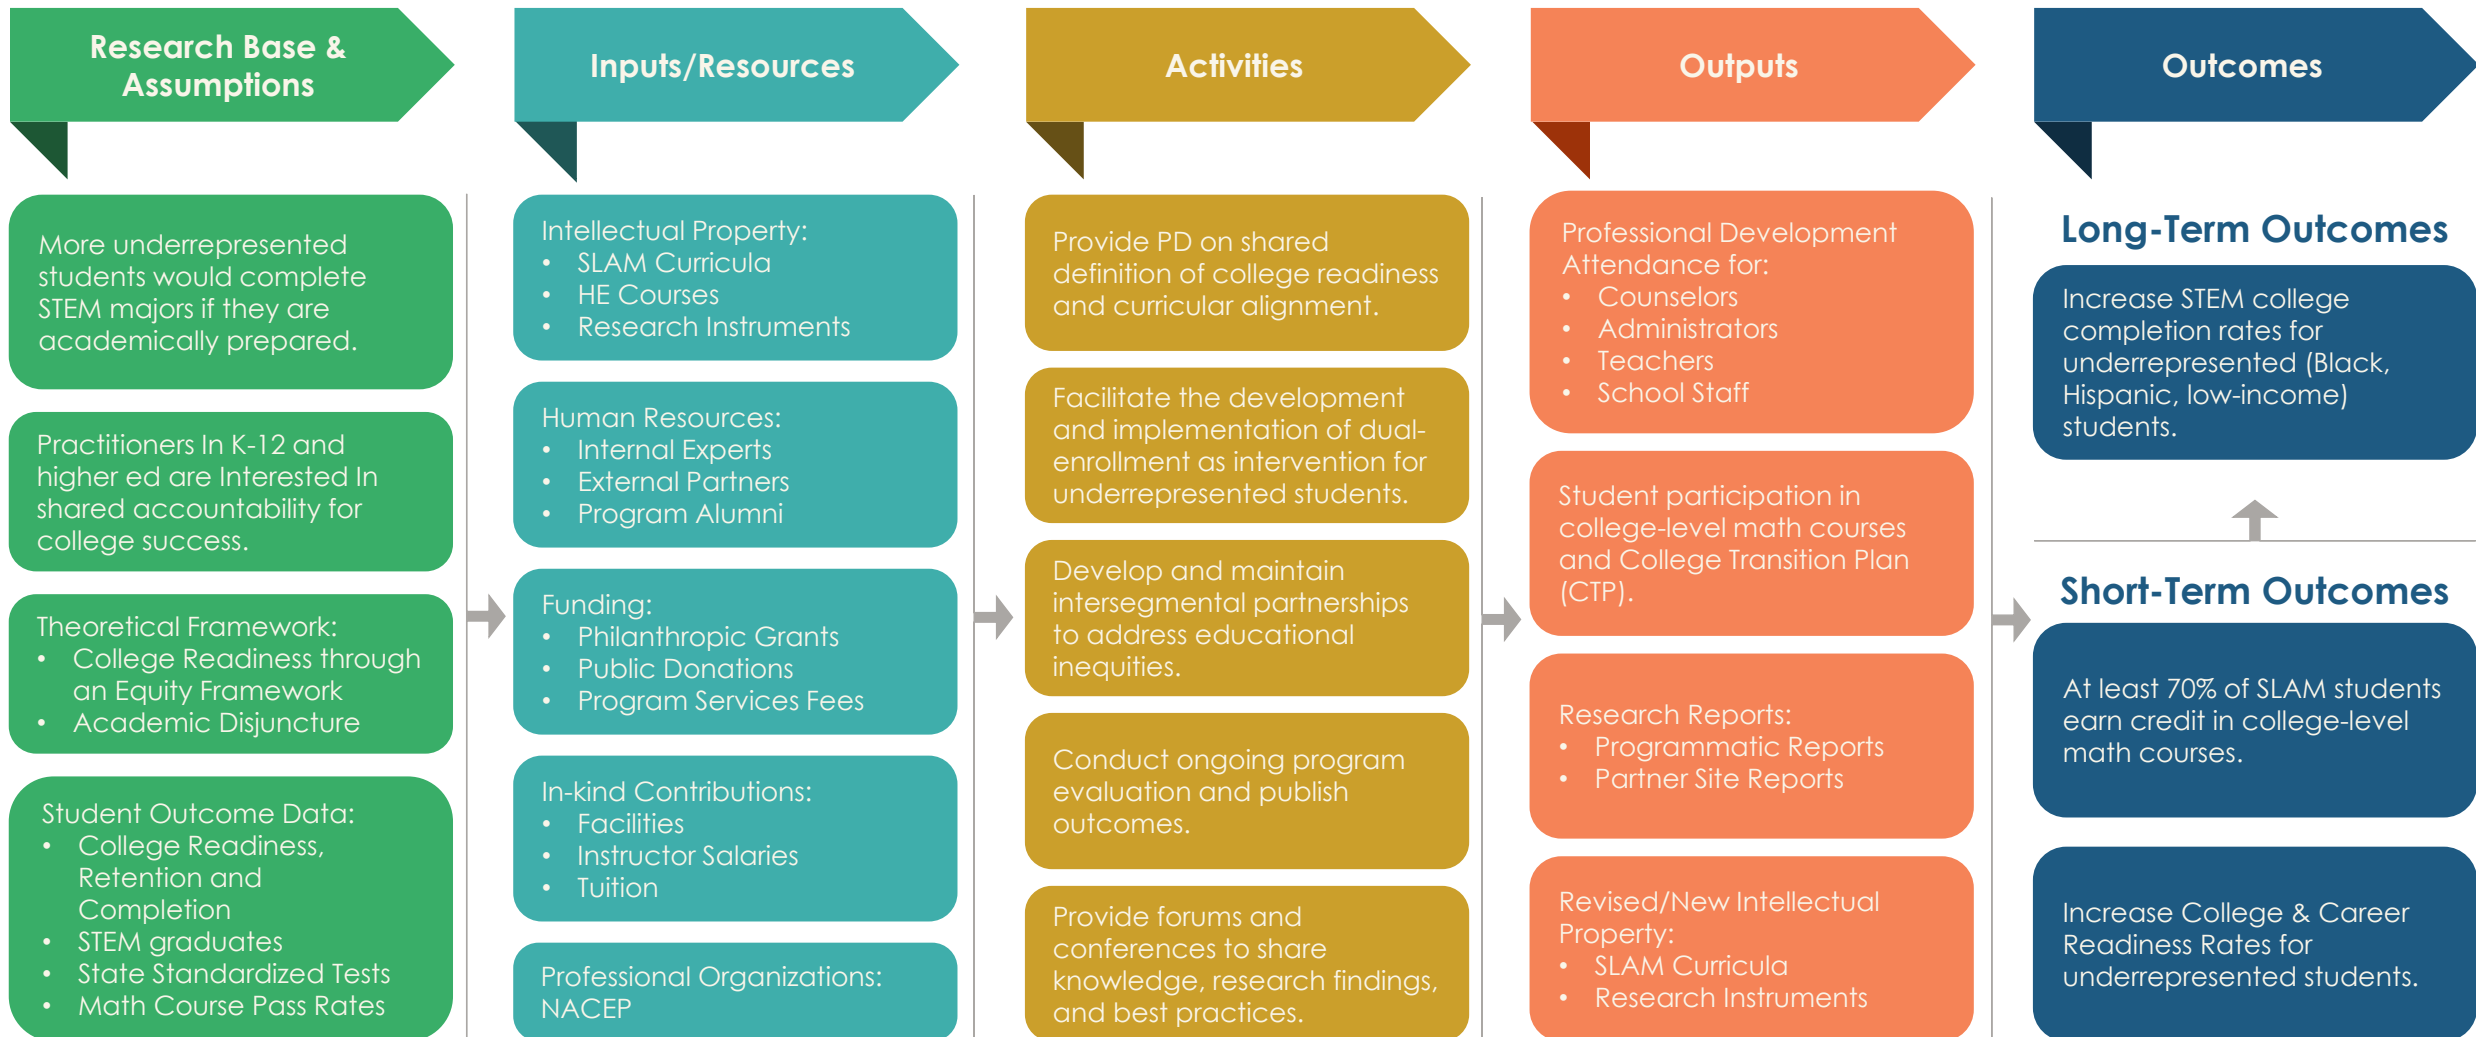 Research Base &
Assumptions
More underrepresented
students would complete
STEM majors if they are
academically prepared.
Practitioners In K-12 and
higher ed are Interested In
shared accountability for
college success.
Theoretical Framework:
• College Readiness through
an Equity Framework
• Academic Disjuncture
Student Outcome Data:
• College Readiness,
Retention and
Completion
• STEM graduates
• State Standardized Tests
• Math Course Pass Rates
Inputs/Resources
Intellectual Property:
• SLAM Curricula
• HE Courses
• Research Instruments
Human Resources:
• Internal Experts
• External Partners
• Program Alumni
Funding:
• Philanthropic Grants
• Public Donations
• Program Services Fees
In-kind Contributions:
• Facilities
• Instructor Salaries
• Tuition
Professional Organizations:
NACEP
Activities
Provide PD on shared
definition of college readiness
and curricular alignment.
Facilitate the development
and implementation of dual-
enrollment as intervention for
underrepresented students.
Develop and maintain
intersegmental partnerships
to address educational
inequities.
Conduct ongoing program
evaluation and publish
outcomes.
Provide forums and
conferences to share
knowledge, research findings,
and best practices.
Outputs
Professional Development
Attendance for:
• Counselors
• Administrators
• Teachers
• School Staff
Student participation in
college-level math courses
and College Transition Plan
(CTP).
Research Reports:
• Programmatic Reports
• Partner Site Reports
Revised/New Intellectual
Property:
• SLAM Curricula
• Research Instruments
Outcomes
Long-Term Outcomes
Increase STEM college
completion rates for
underrepresented (Black,
Hispanic, low-income)
students.
Short-Term Outcomes
At least 70% of SLAM students
earn credit in college-level
math courses.
Increase College & Career
Readiness Rates for
underrepresented students.